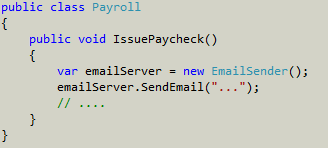 public class Payroll
{
    public void IssuePaycheck()
    {
        var emailServer = new EmailSender();
        emailServer.SendEmail("...");
        // ....
    }
}